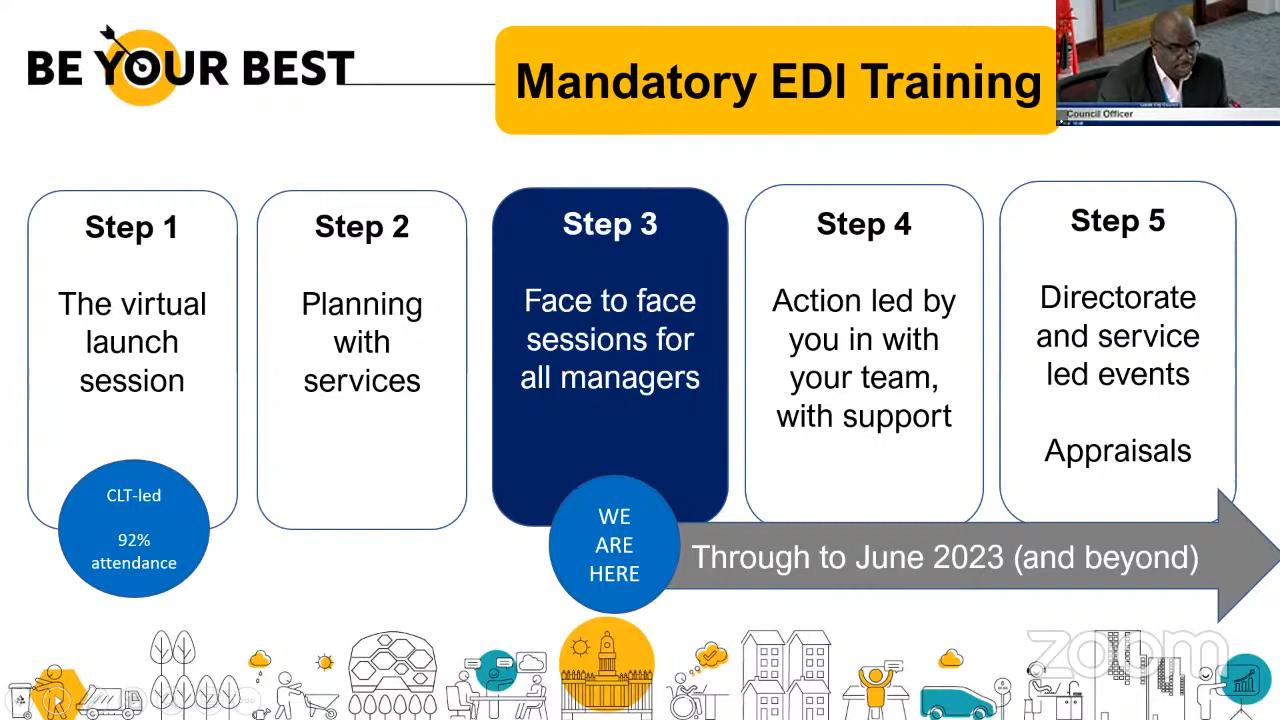 BE YOUR BEST
Mandatory EDI Training
Council Officer
Step 1
The virtual
launch
session
CLT-led
92%
attendance
Step 2
Planning
with
services
Step 3
Face to face
sessions for
all managers
WE
ARE
HERE
Step 4
Action led by
you in with
your team,
with support
Step 5
Directorate
and service
led events
Appraisals
Through to June 2023 (and beyond)
zoom